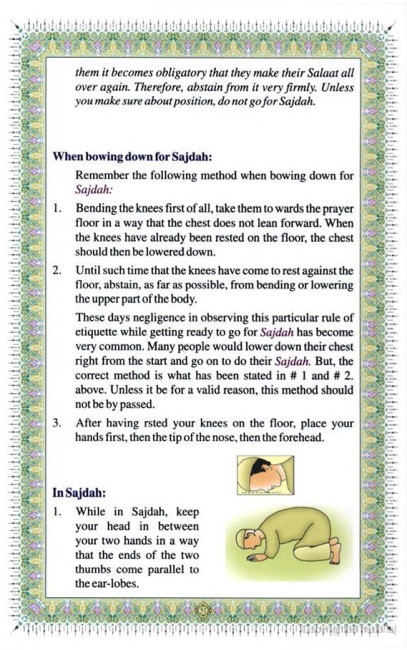 them it becomes obligatory that they make their Salaat all
over again. Therefore, abstain from it very firmly. Unless
you make sure about position, do not go for Sajdah.
When bowing down for Sajdah:
Remember the following method when bowing down for
Sajdah:
1. Bending the knees first of all, take them to wards the prayer
floor in a way that the chest does not lean forward. When
the knees have already been rested on the floor, the chest
should then be lowered down.
2. Until such time that the knees have come to rest against the
floor, abstain, as far as possible, from bending or lowering
the upper part of the body.
These days negligence in observing this particular rule of
etiquette while getting ready to go for Sajdah has become
very common. Many people would lower down their chest
right from the start and go on to do their Sajdah. But, the
correct method is what has been stated in # 1 and # 2.
above. Unless it be for a valid reason, this method should
not be by passed.
3. After having rsted your knees on the floor, place your
hands first, then the tip of the nose, then the forehead.
In Sajdah:
1. While in Sajdah, keep
your head in between
your two hands in a way
that the ends of the two
thumbs come parallel to
the ear-lobes.